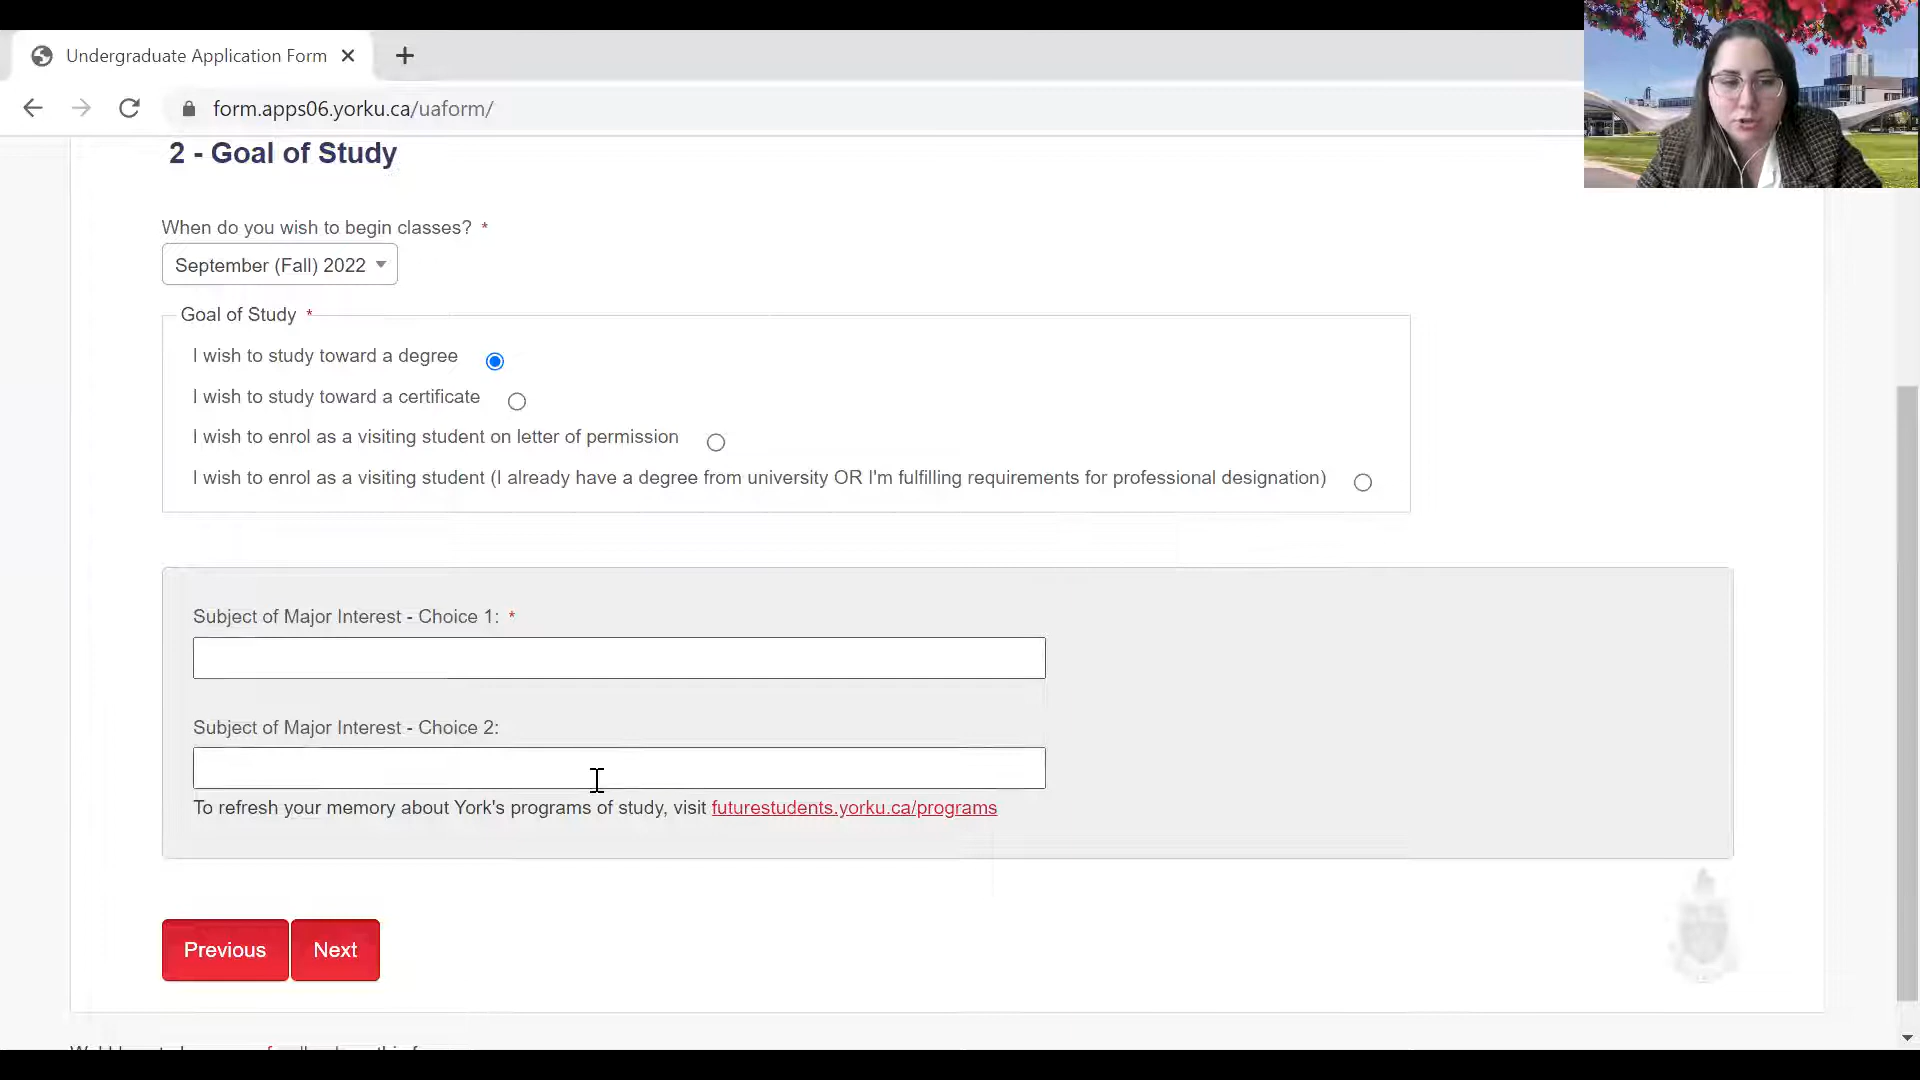 Undergraduate Application Form
form.apps06.yorku.ca/uaform/
2 - Goal of Study
When do you wish to begin classes? *
September (Fall) 2022
Goal of Study *
I wish to study toward a degree
I wish to study toward a certificate
I wish to enrol as a visiting student on letter of permission
I wish to enrol as a visiting student (I already have a degree from university OR I'm fulfilling requirements for professional designation)
Subject of Major Interest - Choice 1: *
Subject of Major Interest - Choice 2:
To refresh your memory about York's programs of study, visit futurestudents.yorku.ca/programs
Previous Next